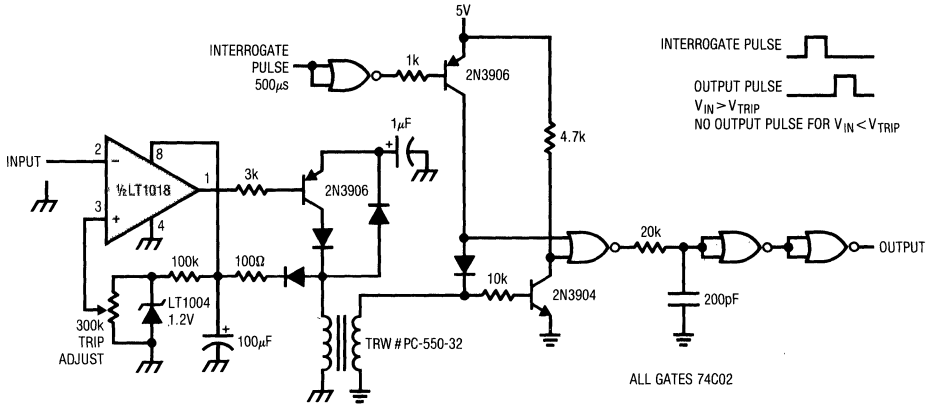 5V
INTERROGATE
PULSE
500µs
1k
2N3906
INTERROGATE PULSE
OUTPUT PULSE
VIN > VTRIP
NO OUTPUT PULSE FOR VIN < VTRIP
4.7k
+ 1µF
INPUT
2
–
8
½LT1018
1
3
+
4
3k
2N3906
20k
OUTPUT
100k
100Ω
10k
2N3904
200pF
300k
TRIP
ADJUST
LT1004
1.2V
+
100µF
TRW #PC-550-32
ALL GATES 74C02